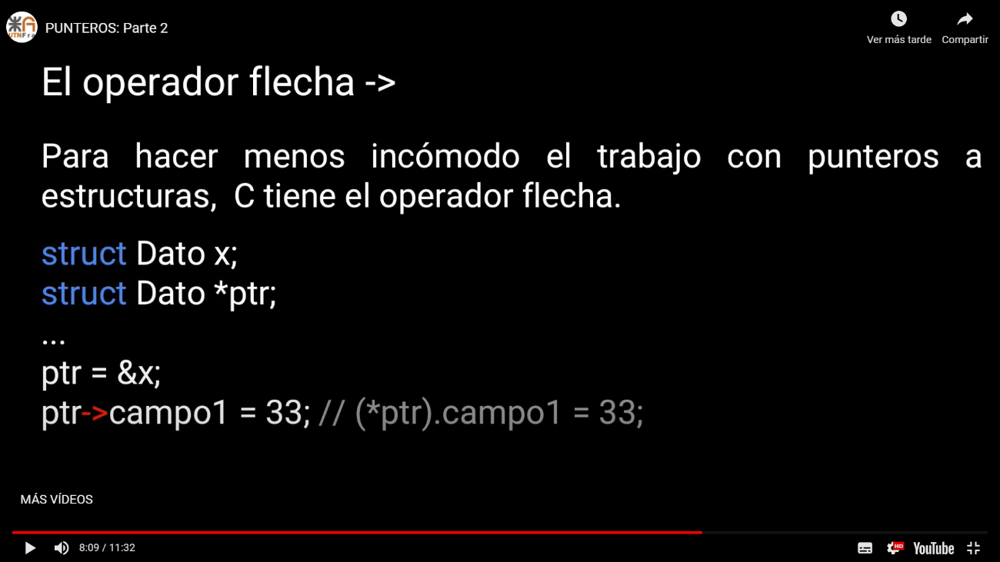 UTNFra
PUNTEROS: Parte 2
Ver más tarde
Compartir
El operador flecha ->
Para hacer menos incómodo el trabajo con punteros a
estructuras, C tiene el operador flecha.
struct Dato x;
struct Dato *ptr;
...
ptr = &x;
ptr->campo1 = 33; // (*ptr).campo1 = 33;
MÁS VÍDEOS
8:09 / 11:32
HD
YouTube